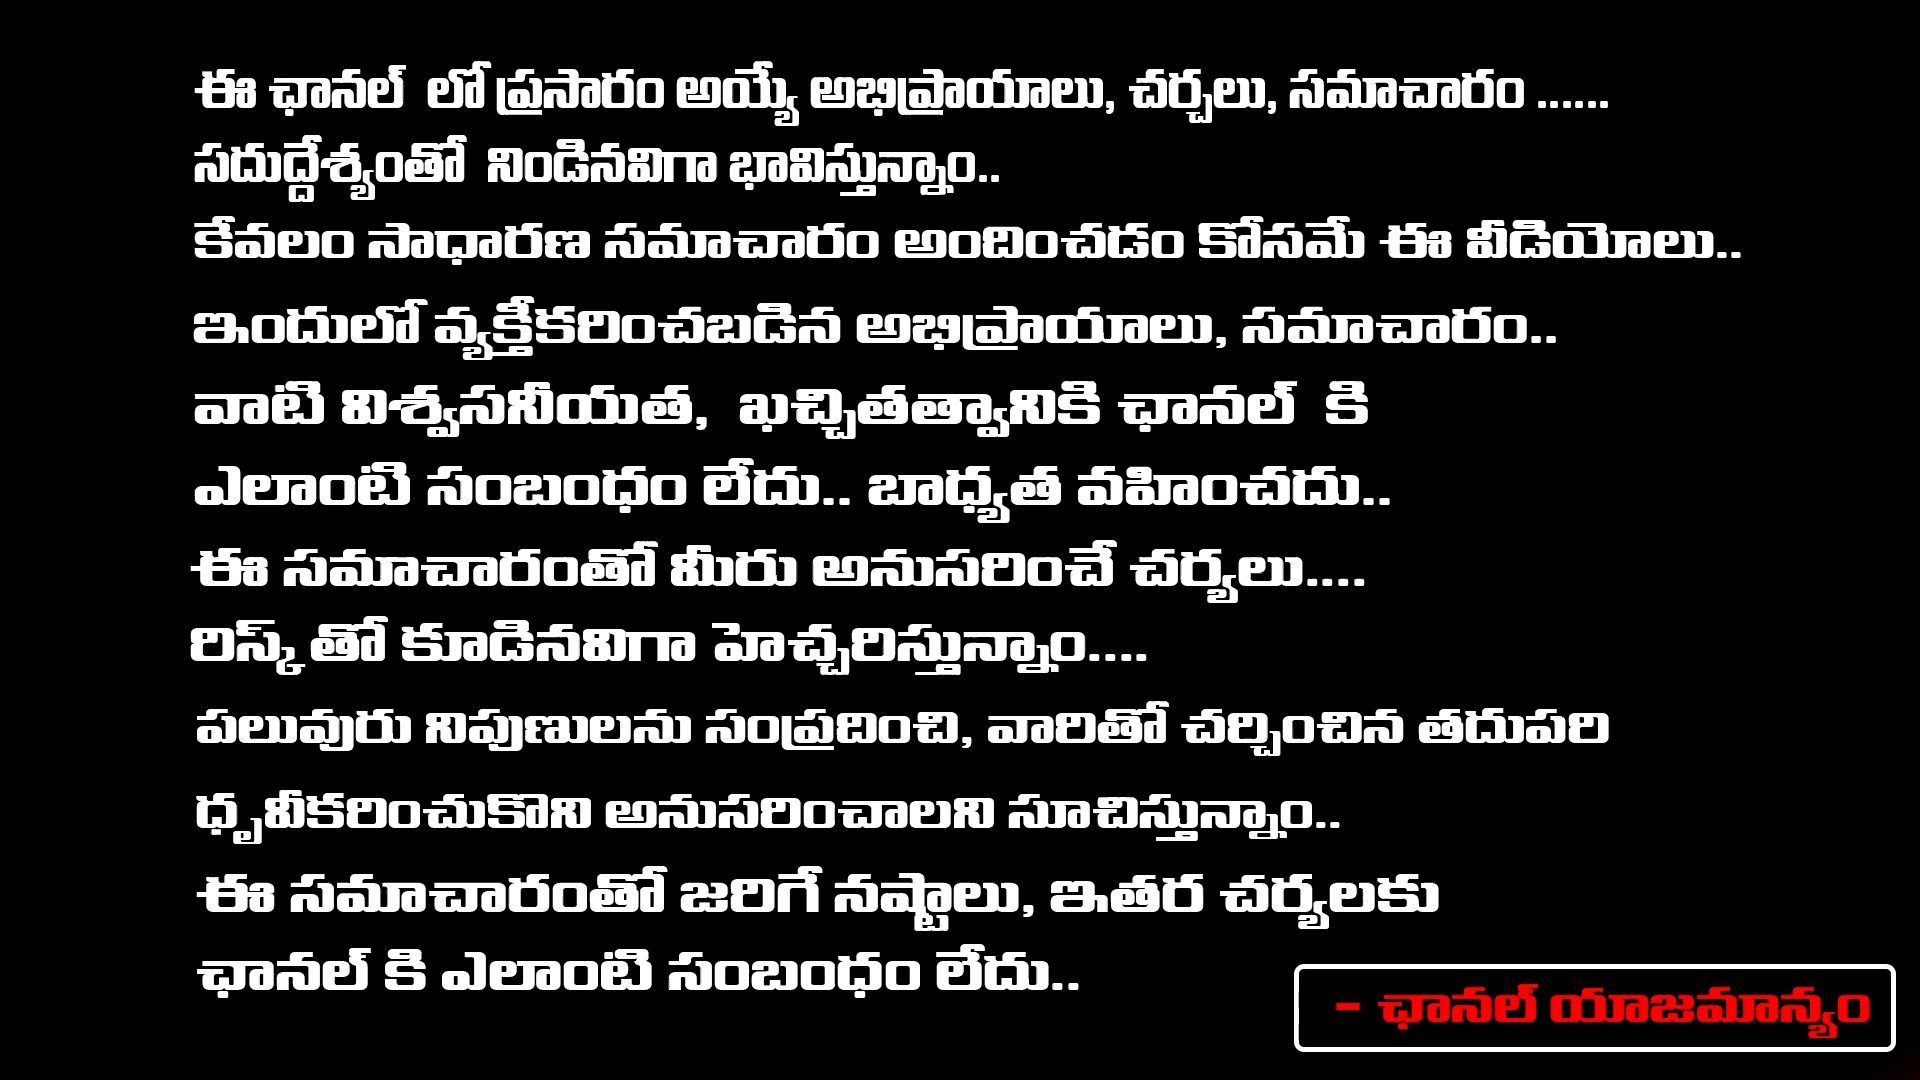 ఈ ఛానల్ లో ప్రసారం అయ్యే అభిప్రాయాలు, చర్చలు, సమాచారం ......
సదుద్దేశ్యంతో నిండినవిగా భావిస్తున్నాం..
కేవలం సాధారణ సమాచారం అందించడం కోసమే ఈ వీడియోలు..
ఇందులో వ్యక్తీకరించబడిన అభిప్రాయాలు, సమాచారం..
వాటి విశ్వసనీయత, ఖచ్చితత్వానికి ఛానల్ కి
ఎలాంటి సంబంధం లేదు.. బాధ్యత వహించదు..
ఈ సమాచారంతో మీరు అనుసరించే చర్యలు....
రిస్క్ తో కూడినవిగా హెచ్చరిస్తున్నాం....
పలువురు నిపుణులను సంప్రదించి, వారితో చర్చించిన తదుపరి
ధృవీకరించుకొని అనుసరించాలని సూచిస్తున్నాం..
ఈ సమాచారంతో జరిగే నష్టాలు, ఇతర చర్యలకు
ఛానల్ కి ఎలాంటి సంబంధం లేదు..
- ఛానల్ యాజమాన్యం